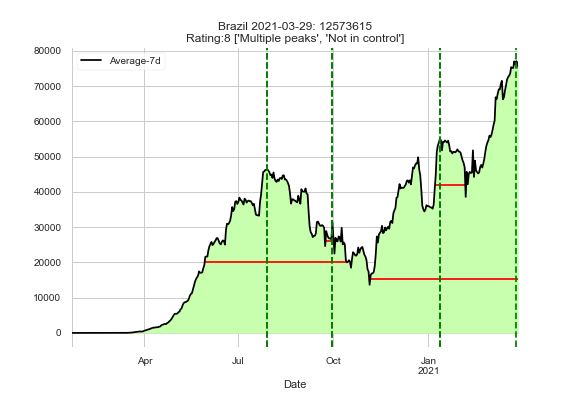 Brazil 2021-03-29: 12573615
Rating:8 ['Multiple peaks', 'Not in control']
80000
Average-7d
70000
60000
50000
40000
30000
20000
10000
0
Apr Jul Oct Jan
2021
Date